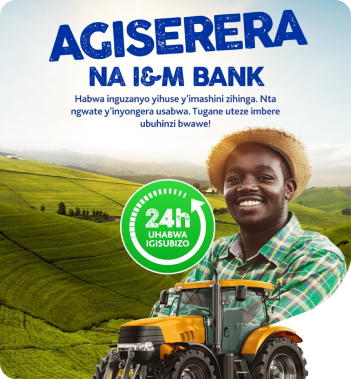 AGISERERA
NA I&M BANK
Habwa inguzanyo yihuse y'imashini zihinga. Nta
ngwate y'inyongera usabwa. Tugane uteze imbere
ubuhinzi bwawe!
24h
UHABWA
IGISUBIZO